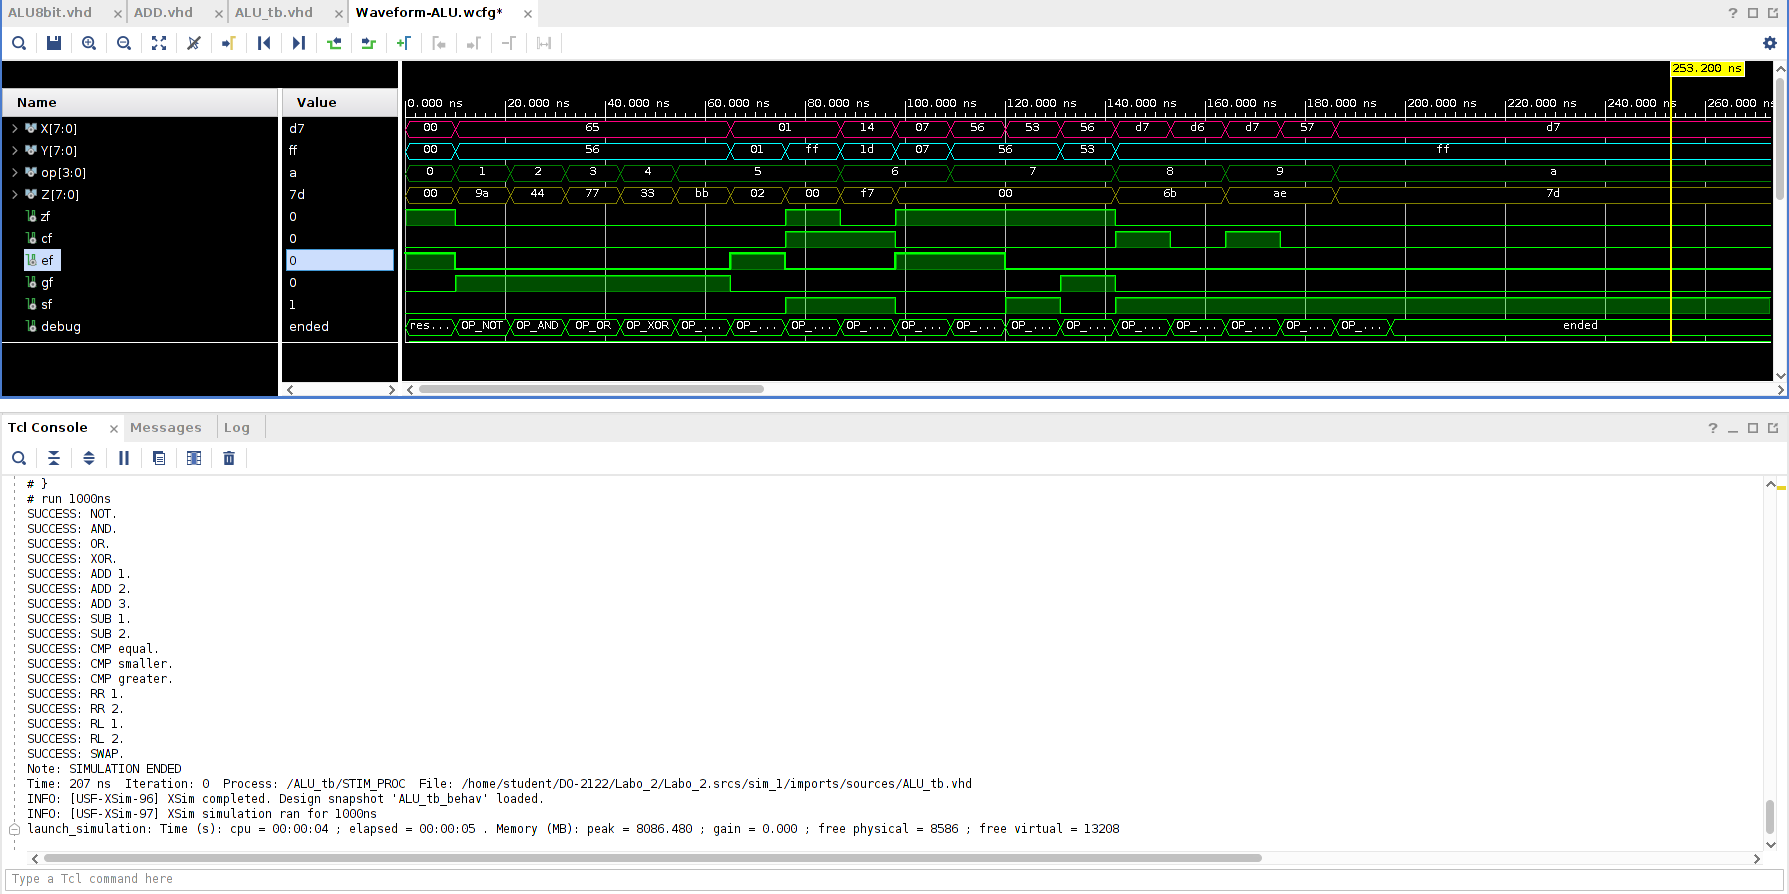 ALU8bit.vhd ADD.vhd ALU_tb.vhd Waveform-ALU.wcfg*
253.200 ns
Name Value
0.000 ns 20.000 ns 40.000 ns 60.000 ns 80.000 ns 100.000 ns 120.000 ns 140.000 ns 160.000 ns 180.000 ns 200.000 ns 220.000 ns 240.000 260.000 ns
X[7:0] d7 00 65 01 14 07 56 53 56 d7 d6 d7 57 d7
Y[7:0] ff 00 56 01 ff 1d 07 56 53 ff
op[3:0] a 0 1 2 3 4 5 6 7 8 9 a
Z[7:0] 7d 00 9a 44 77 33 bb 02 00 f7 00 6b ae 7d
zf 0
cf 0
ef 0
gf 0
sf 1
debug ended res... OP_NOT OP_AND OP_OR OP_XOR OP_... OP_... OP_... OP_... OP_... OP_... OP_... OP_... OP_... OP_... OP_... OP_... OP_... ended
Tcl Console Messages Log
# }
# run 1000ns
SUCCESS: NOT.
SUCCESS: AND.
SUCCESS: OR.
SUCCESS: XOR.
SUCCESS: ADD 1.
SUCCESS: ADD 2.
SUCCESS: ADD 3.
SUCCESS: SUB 1.
SUCCESS: SUB 2.
SUCCESS: CMP equal.
SUCCESS: CMP smaller.
SUCCESS: CMP greater.
SUCCESS: RR 1.
SUCCESS: RR 2.
SUCCESS: RL 1.
SUCCESS: RL 2.
SUCCESS: SWAP.
Note: SIMULATION ENDED
Time: 207 ns  Iteration: 0  Process: /ALU_tb/STIM_PROC  File: /home/student/DO-2122/Labo_2/Labo_2.srcs/sim_1/imports/sources/ALU_tb.vhd
INFO: [USF-XSim-96] XSim completed. Design snapshot 'ALU_tb_behav' loaded.
INFO: [USF-XSim-97] XSim simulation ran for 1000ns
launch_simulation: Time (s): cpu = 00:00:04 ; elapsed = 00:00:05 . Memory (MB): peak = 8086.480 ; gain = 0.000 ; free physical = 8586 ; free virtual = 13208
Type a Tcl command here